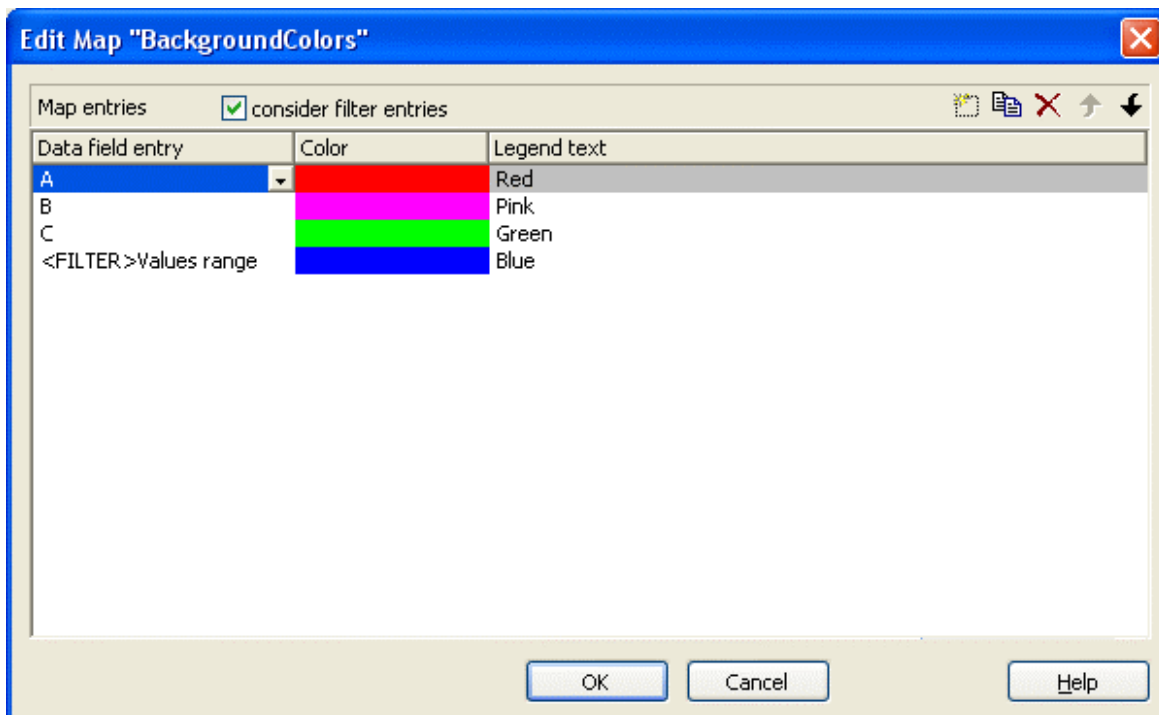 Edit Map "BackgroundColors"
Map entries consider filter entries
Data field entry Color Legend text
A Red
B Pink
C Green
<FILTER>Values range Blue
OK Cancel Help